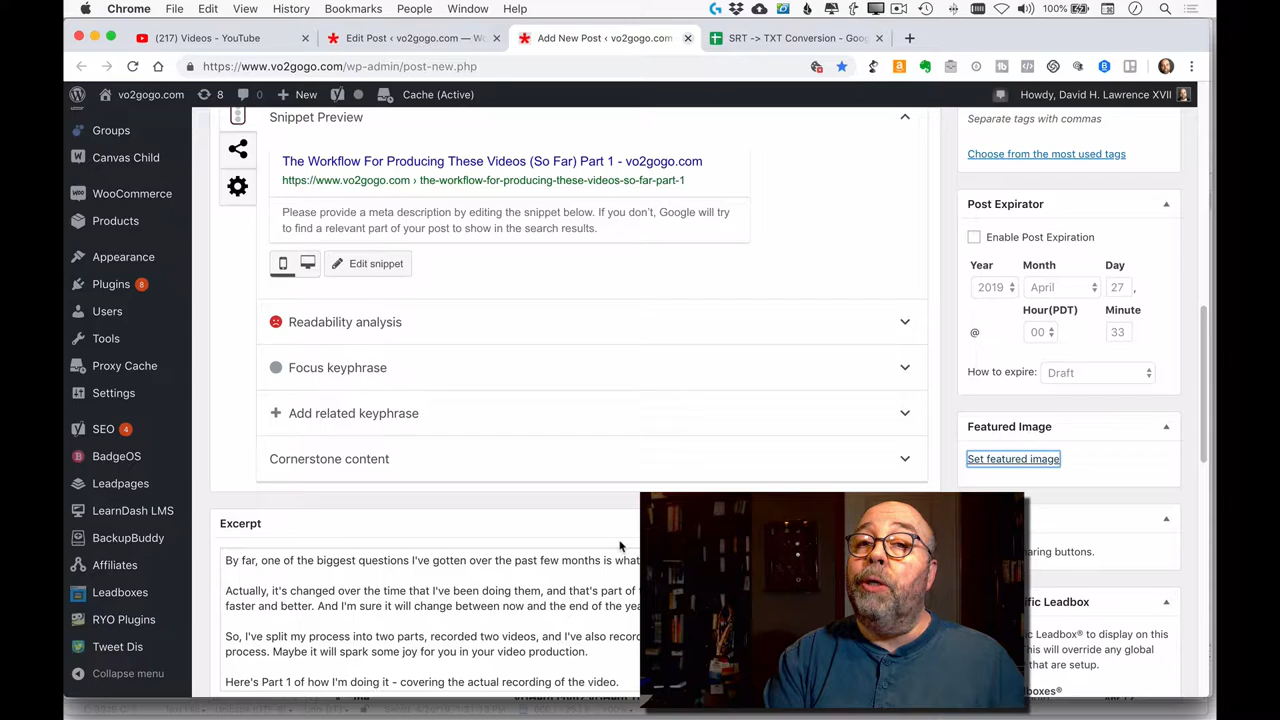 Chrome File Edit View History Bookmarks People Window Help 100%
(217) Videos - YouTube
Edit Post ‹ vo2gogo.com —
Add New Post ‹ vo2gogo.com —
SRT -> TXT Conversion - Goo
https://www.vo2gogo.com/wp-admin/post-new.php
vo2gogo.com 8 0 New Cache (Active) Howdy, David H. Lawrence XVII
Groups
Canvas Child
WooCommerce
Products
Appearance
Plugins 8
Users
Tools
Proxy Cache
Settings
SEO 4
BadgeOS
Leadpages
LearnDash LMS
BackupBuddy
Affiliates
Leadboxes
RYO Plugins
Tweet Dis
Collapse menu
Snippet Preview
The Workflow For Producing These Videos (So Far) Part 1 - vo2gogo.com
https://www.vo2gogo.com › the-workflow-for-producing-these-videos-so-far-part-1
Please provide a meta description by editing the snippet below. If you don’t, Google will try
to find a relevant part of your post to show in the search results.
Edit snippet
Readability analysis
Focus keyphrase
Add related keyphrase
Cornerstone content
Excerpt
By far, one of the biggest questions I've gotten over the past few months is what
Actually, it's changed over the time that I've been doing them, and that's part of
faster and better. And I'm sure it will change between now and the end of the yea
So, I've split my process into two parts, recorded two videos, and I've also recor
process. Maybe it will spark some joy for you in your video production.
Here's Part 1 of how I'm doing it - covering the actual recording of the video.
Separate tags with commas
Choose from the most used tags
Post Expirator
Enable Post Expiration
Year Month Day
2019 April 27 ,
Hour(PDT) Minute
@ 00 33
How to expire: Draft
Featured Image
Set featured image
haring buttons.
fic Leadbox
c Leadbox® to display on this
This will override any global
that are setup.
boxes®